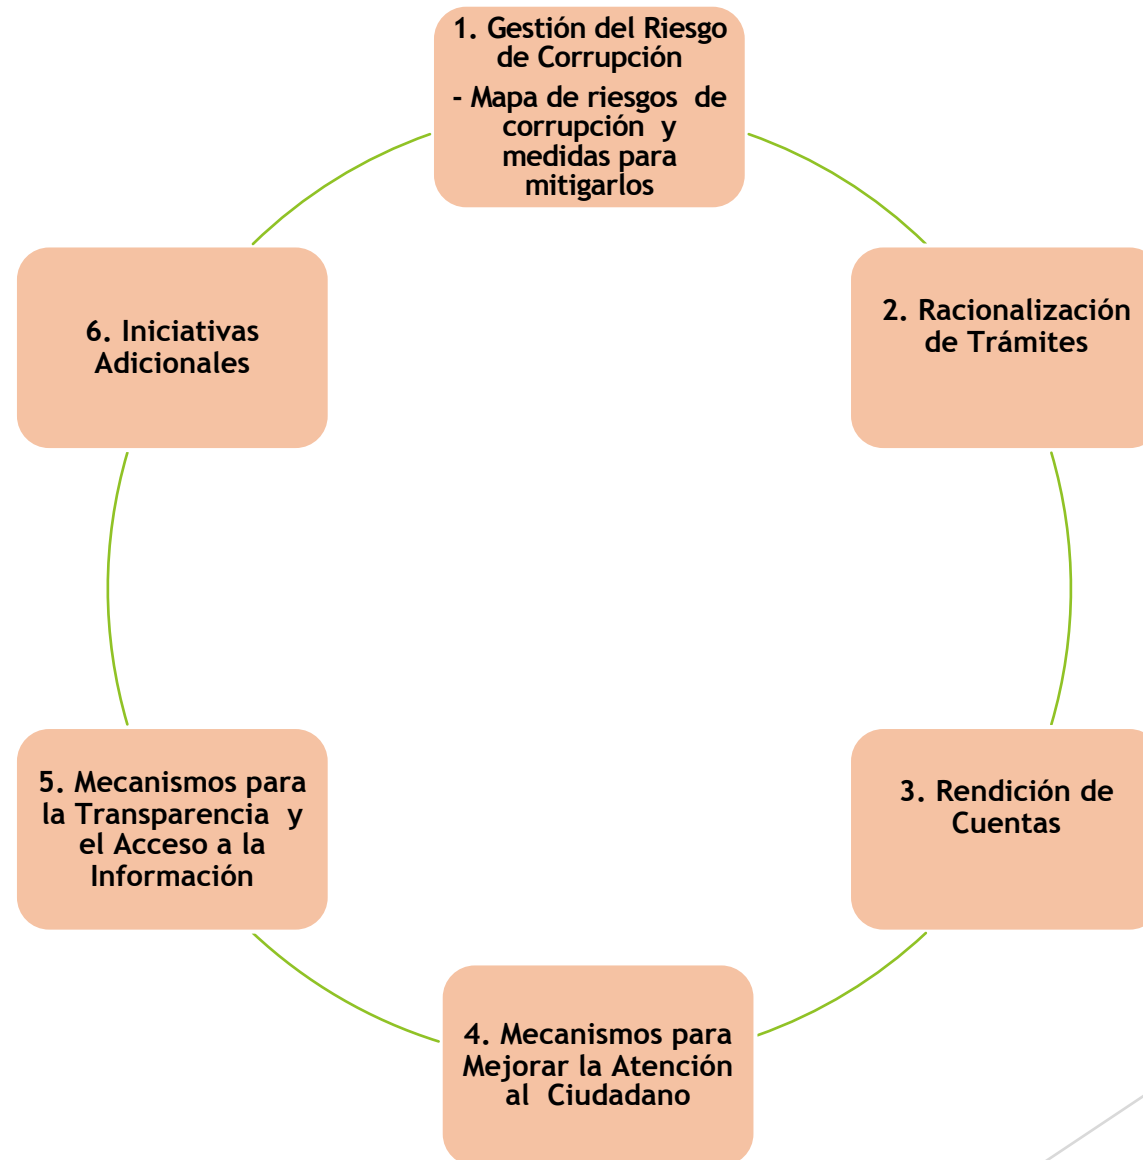 1. Gestión del Riesgo
de Corrupción
- Mapa de riesgos de
corrupción y
medidas para
mitigarlos
2. Racionalización
de Trámites
3. Rendición de
Cuentas
4. Mecanismos para
Mejorar la Atención
al Ciudadano
5. Mecanismos para
la Transparencia y
el Acceso a la
Información
6. Iniciativas
Adicionales